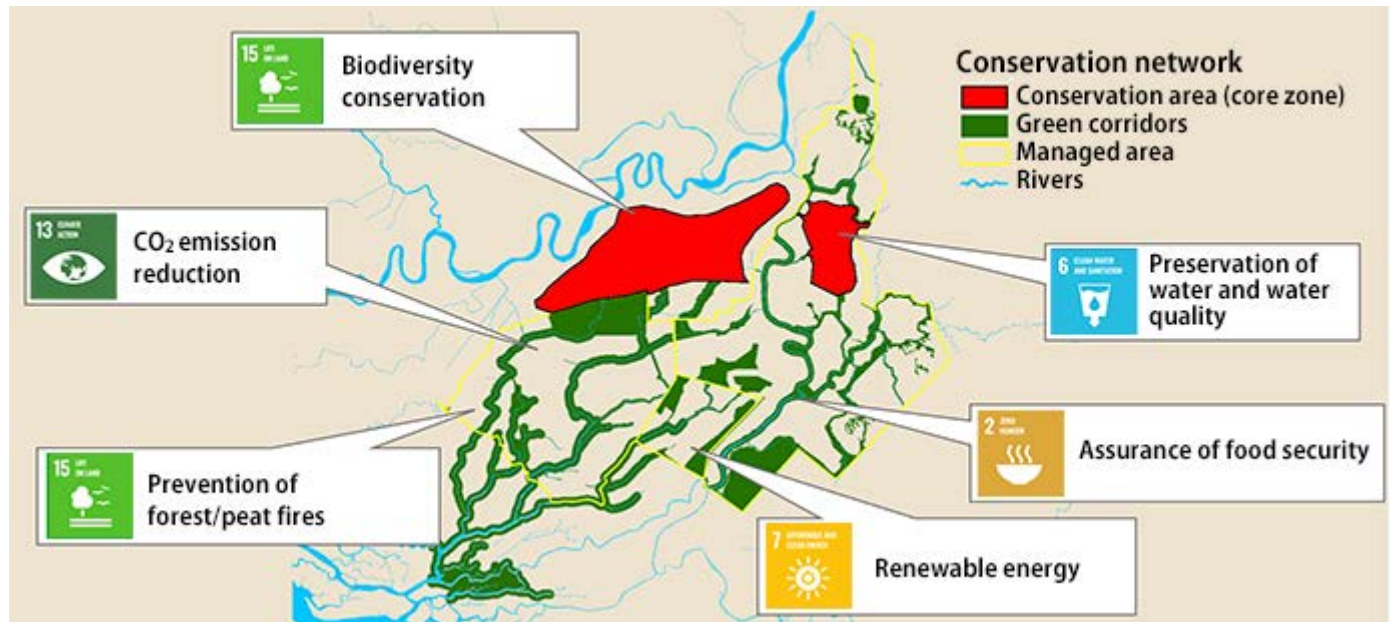 15 LIFE
ON LAND
Biodiversity
conservation
Conservation network
Conservation area (core zone)
Green corridors
Managed area
Rivers
13 CLIMATE
ACTION
CO₂ emission
reduction
6 CLEAN WATER
AND SANITATION
Preservation of
water and water
quality
2 ZERO
HUNGER
Assurance of food security
15 LIFE
ON LAND
Prevention of
forest/peat fires
7 AFFORDABLE AND
CLEAN ENERGY
Renewable energy